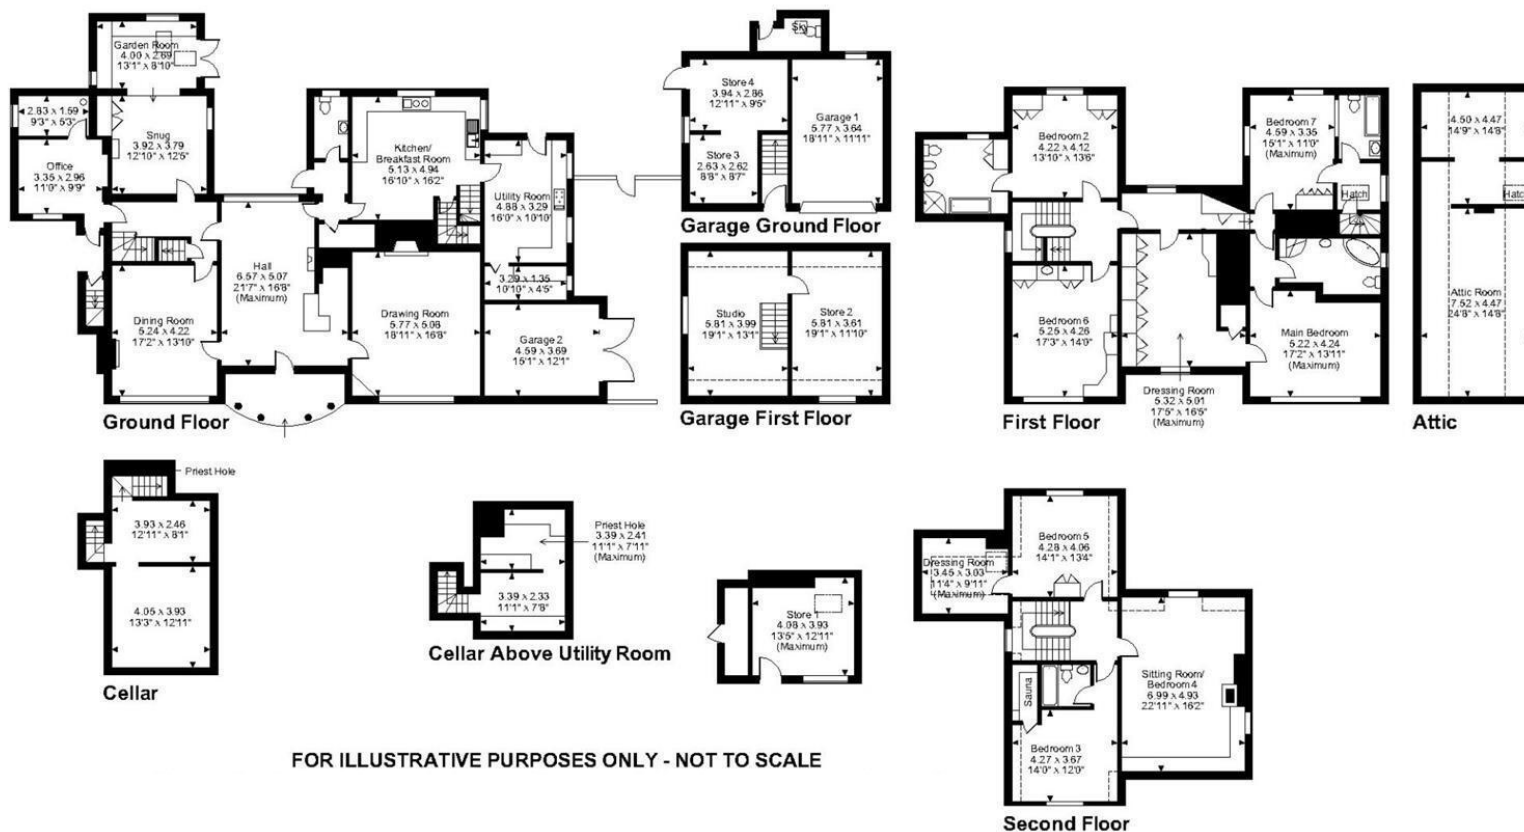 Garden Room
4.00 x 2.69
13'1" x 8'10"
2.83 x 1.59
9'3" x 5'3"
Snug
3.92 x 3.79
12'10" x 12'5"
Office
3.35 x 2.96
11'0" x 9'9"
Kitchen/
Breakfast Room
5.13 x 4.94
16'10" x 16'2"
Utility Room
4.88 x 3.29
16'0" x 10'10"
Hall
6.57 x 5.07
21'7" x 16'8"
(Maximum)
3.29 x 1.35
10'10" x 4'5"
Dining Room
5.24 x 4.22
17'2" x 13'10"
Drawing Room
5.77 x 5.08
18'11" x 16'8"
Garage 2
4.59 x 3.69
15'1" x 12'1"
Ground Floor
Sky
Store 4
3.94 x 2.86
12'11" x 9'5"
Garage 1
5.77 x 3.64
18'11" x 11'11"
Store 3
2.63 x 2.62
8'8" x 8'7"
Garage Ground Floor
Studio
5.81 x 3.99
19'1" x 13'1"
Store 2
5.81 x 3.61
19'1" x 11'10"
Garage First Floor
Bedroom 2
4.22 x 4.12
13'10" x 13'6"
Bedroom 7
4.59 x 3.35
15'1" x 11'0"
(Maximum)
Hatch
Bedroom 6
5.25 x 4.26
17'3" x 14'0"
Main Bedroom
5.22 x 4.24
17'2" x 13'11"
(Maximum)
Dressing Room
5.32 x 5.01
17'5" x 16'5"
(Maximum)
First Floor
4.50 x 4.47
14'9" x 14'8"
Hatch
Attic Room
7.52 x 4.47
24'8" x 14'8"
Attic
Priest Hole
3.93 x 2.46
12'11" x 8'1"
4.05 x 3.93
13'3" x 12'11"
Cellar
Priest Hole
3.39 x 2.41
11'1" x 7'11"
(Maximum)
3.39 x 2.33
11'1" x 7'8"
Cellar Above Utility Room
Store 1
4.08 x 3.93
13'5" x 12'11"
(Maximum)
Bedroom 5
4.28 x 4.06
14'1" x 13'4"
Dressing Room
3.45 x 3.03
11'4" x 9'11"
(Maximum)
Sitting Room/
Bedroom 4
6.99 x 4.93
22'11" x 16'2"
Sauna
Bedroom 3
4.27 x 3.67
14'0" x 12'0"
Second Floor
FOR ILLUSTRATIVE PURPOSES ONLY - NOT TO SCALE